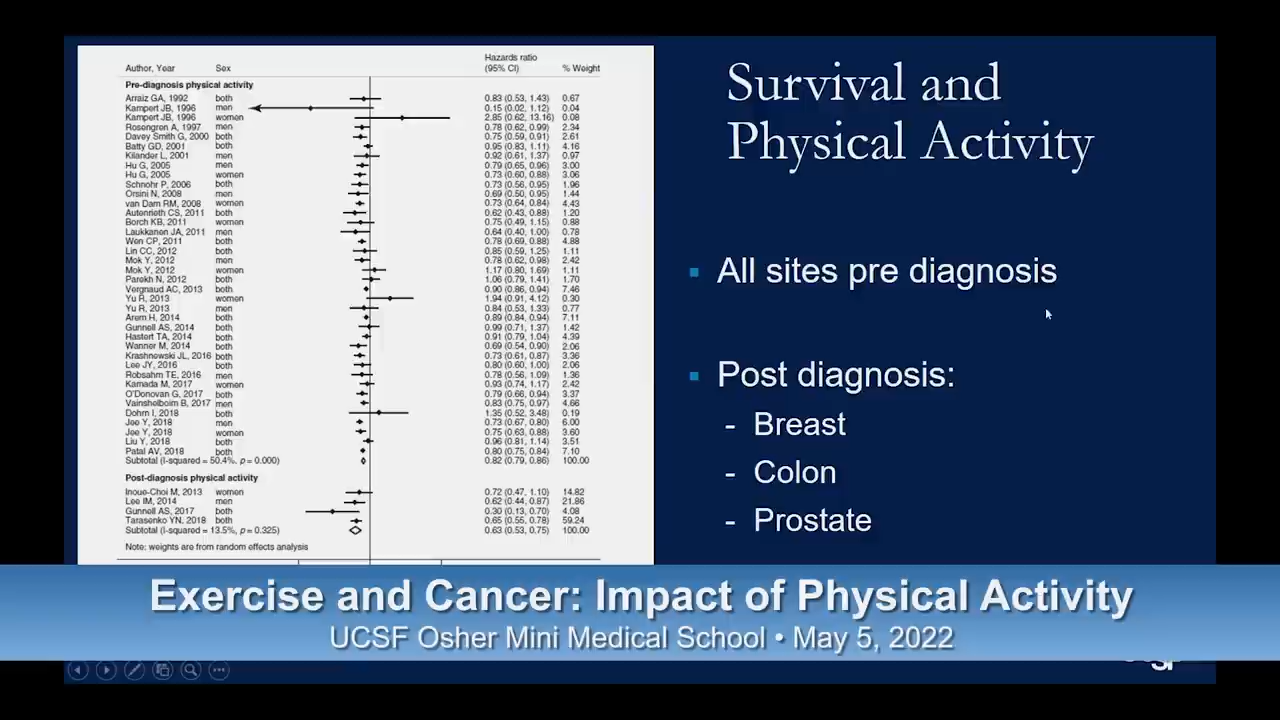 Author, Year Sex Hazards ratio (95% CI) % Weight
Pre-diagnosis physical activity
Arraiz GA, 1992 both 0.83 (0.53, 1.43) 0.67
Kampert JB, 1996 men 0.15 (0.02, 1.12) 0.04
Kampert JB, 1996 women 2.85 (0.62, 13.16) 0.08
Rosengren A, 1997 men 0.78 (0.62, 0.99) 2.34
Davey Smith G, 2000 both 0.75 (0.59, 0.91) 2.61
Batty GD, 2001 both 0.95 (0.83, 1.11) 4.16
Kilander L, 2001 men 0.92 (0.61, 1.37) 0.97
Hu G, 2005 men 0.79 (0.65, 0.96) 3.00
Hu G, 2005 women 0.73 (0.60, 0.88) 3.06
Schnohr P, 2006 both 0.73 (0.56, 0.95) 1.96
Orsini N, 2008 men 0.69 (0.50, 0.95) 1.44
van Dam RM, 2008 women 0.73 (0.64, 0.84) 4.43
Autenrieth CS, 2011 both 0.62 (0.43, 0.88) 1.20
Borch KB, 2011 women 0.75 (0.49, 1.15) 0.88
Laukkanen JA, 2011 men 0.64 (0.40, 1.00) 0.78
Wen CP, 2011 both 0.78 (0.69, 0.88) 4.88
Lin CC, 2012 both 0.85 (0.59, 1.25) 1.11
Mok Y, 2012 men 0.78 (0.62, 0.98) 2.42
Mok Y, 2012 women 1.17 (0.80, 1.69) 1.11
Parekh N, 2012 both 1.06 (0.79, 1.41) 1.70
Vergnaud AC, 2013 both 0.90 (0.86, 0.94) 7.46
Yu R, 2013 women 1.94 (0.91, 4.12) 0.30
Yu R, 2013 men 0.84 (0.53, 1.33) 0.77
Arem H, 2014 both 0.89 (0.84, 0.94) 7.11
Gunnell AS, 2014 both 0.99 (0.71, 1.37) 1.42
Hastert TA, 2014 both 0.91 (0.79, 1.04) 4.39
Wanner M, 2014 men 0.69 (0.54, 0.90) 2.06
Krashnewski JL, 2016 both 0.73 (0.61, 0.87) 3.36
Lee JY, 2016 both 0.80 (0.60, 1.00) 2.06
Robsahm TE, 2016 men 0.78 (0.56, 1.09) 1.36
Kamada M, 2017 women 0.93 (0.74, 1.17) 2.42
O'Donovan G, 2017 both 0.79 (0.66, 0.94) 3.37
Vainshelboim B, 2017 men 0.83 (0.75, 0.97) 4.66
Dohrn I, 2018 both 1.35 (0.52, 3.48) 0.19
Jee Y, 2018 men 0.73 (0.67, 0.80) 6.00
Jee Y, 2018 women 0.75 (0.63, 0.88) 3.60
Liu Y, 2018 both 0.96 (0.81, 1.14) 3.51
Patal AV, 2018 both 0.80 (0.75, 0.84) 7.10
Subtotal (I-squared = 50.4%, p = 0.000) 0.82 (0.79, 0.86) 100.00
Post-diagnosis physical activity
Inoue-Choi M, 2013 women 0.72 (0.47, 1.10) 14.82
Lee IM, 2014 men 0.62 (0.44, 0.87) 21.86
Gunnell AS, 2017 both 0.30 (0.13, 0.70) 4.08
Tarasenko YN, 2018 both 0.65 (0.55, 0.78) 59.24
Subtotal (I-squared = 13.5%, p = 0.325) 0.63 (0.53, 0.75) 100.00
Note: weights are from random effects analysis
Survival and
Physical Activity
All sites pre diagnosis
Post diagnosis:
- Breast
- Colon
- Prostate
Exercise and Cancer: Impact of Physical Activity
UCSF Osher Mini Medical School • May 5, 2022